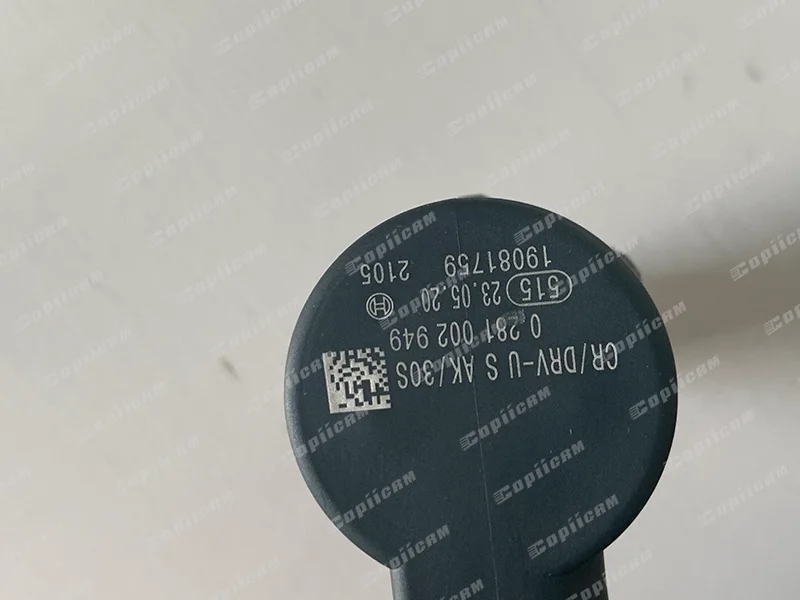 CR/DRV-U S AK/30S
0 281 002 949
515 23.05.20
19081759 2105
CopiiCAM